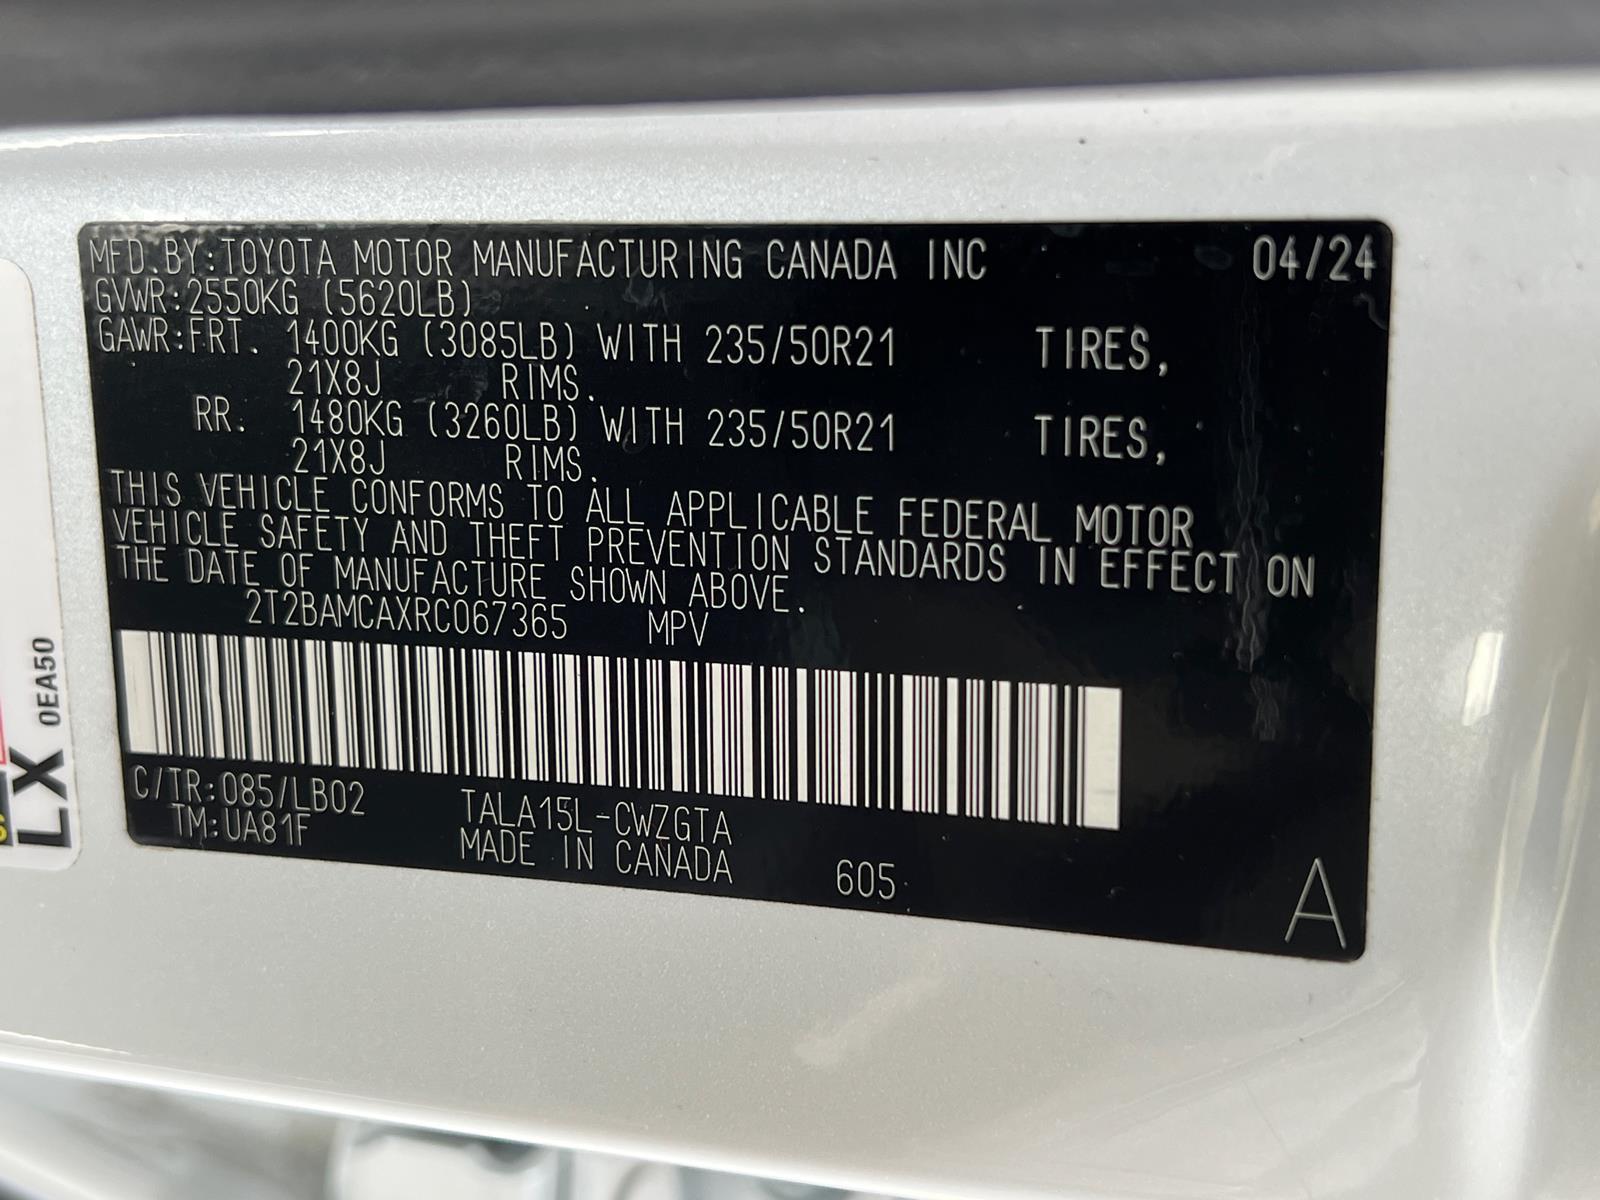 MFD.BY:TOYOTA MOTOR MANUFACTURING CANADA INC 04/24
GVWR:2550KG (5620LB)
GAWR:FRT. 1400KG (3085LB) WITH 235/50R21 TIRES,
21X8J RIMS.
RR. 1480KG (3260LB) WITH 235/50R21 TIRES,
21X8J RIMS.
THIS VEHICLE CONFORMS TO ALL APPLICABLE FEDERAL MOTOR
VEHICLE SAFETY AND THEFT PREVENTION STANDARDS IN EFFECT ON
THE DATE OF MANUFACTURE SHOWN ABOVE.
2T2BAMCAXRC067365 MPV
C/TR:085/LB02 TALA15L-CWZGTA
TM:UA81F MADE IN CANADA 605
A
LX 0EA50